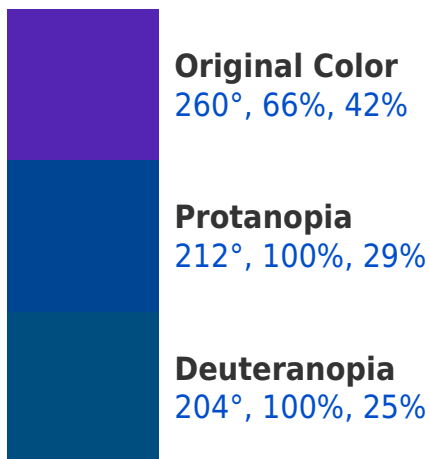 Original Color
260°, 66%, 42%
Protanopia
212°, 100%, 29%
Deuteranopia
204°, 100%, 25%